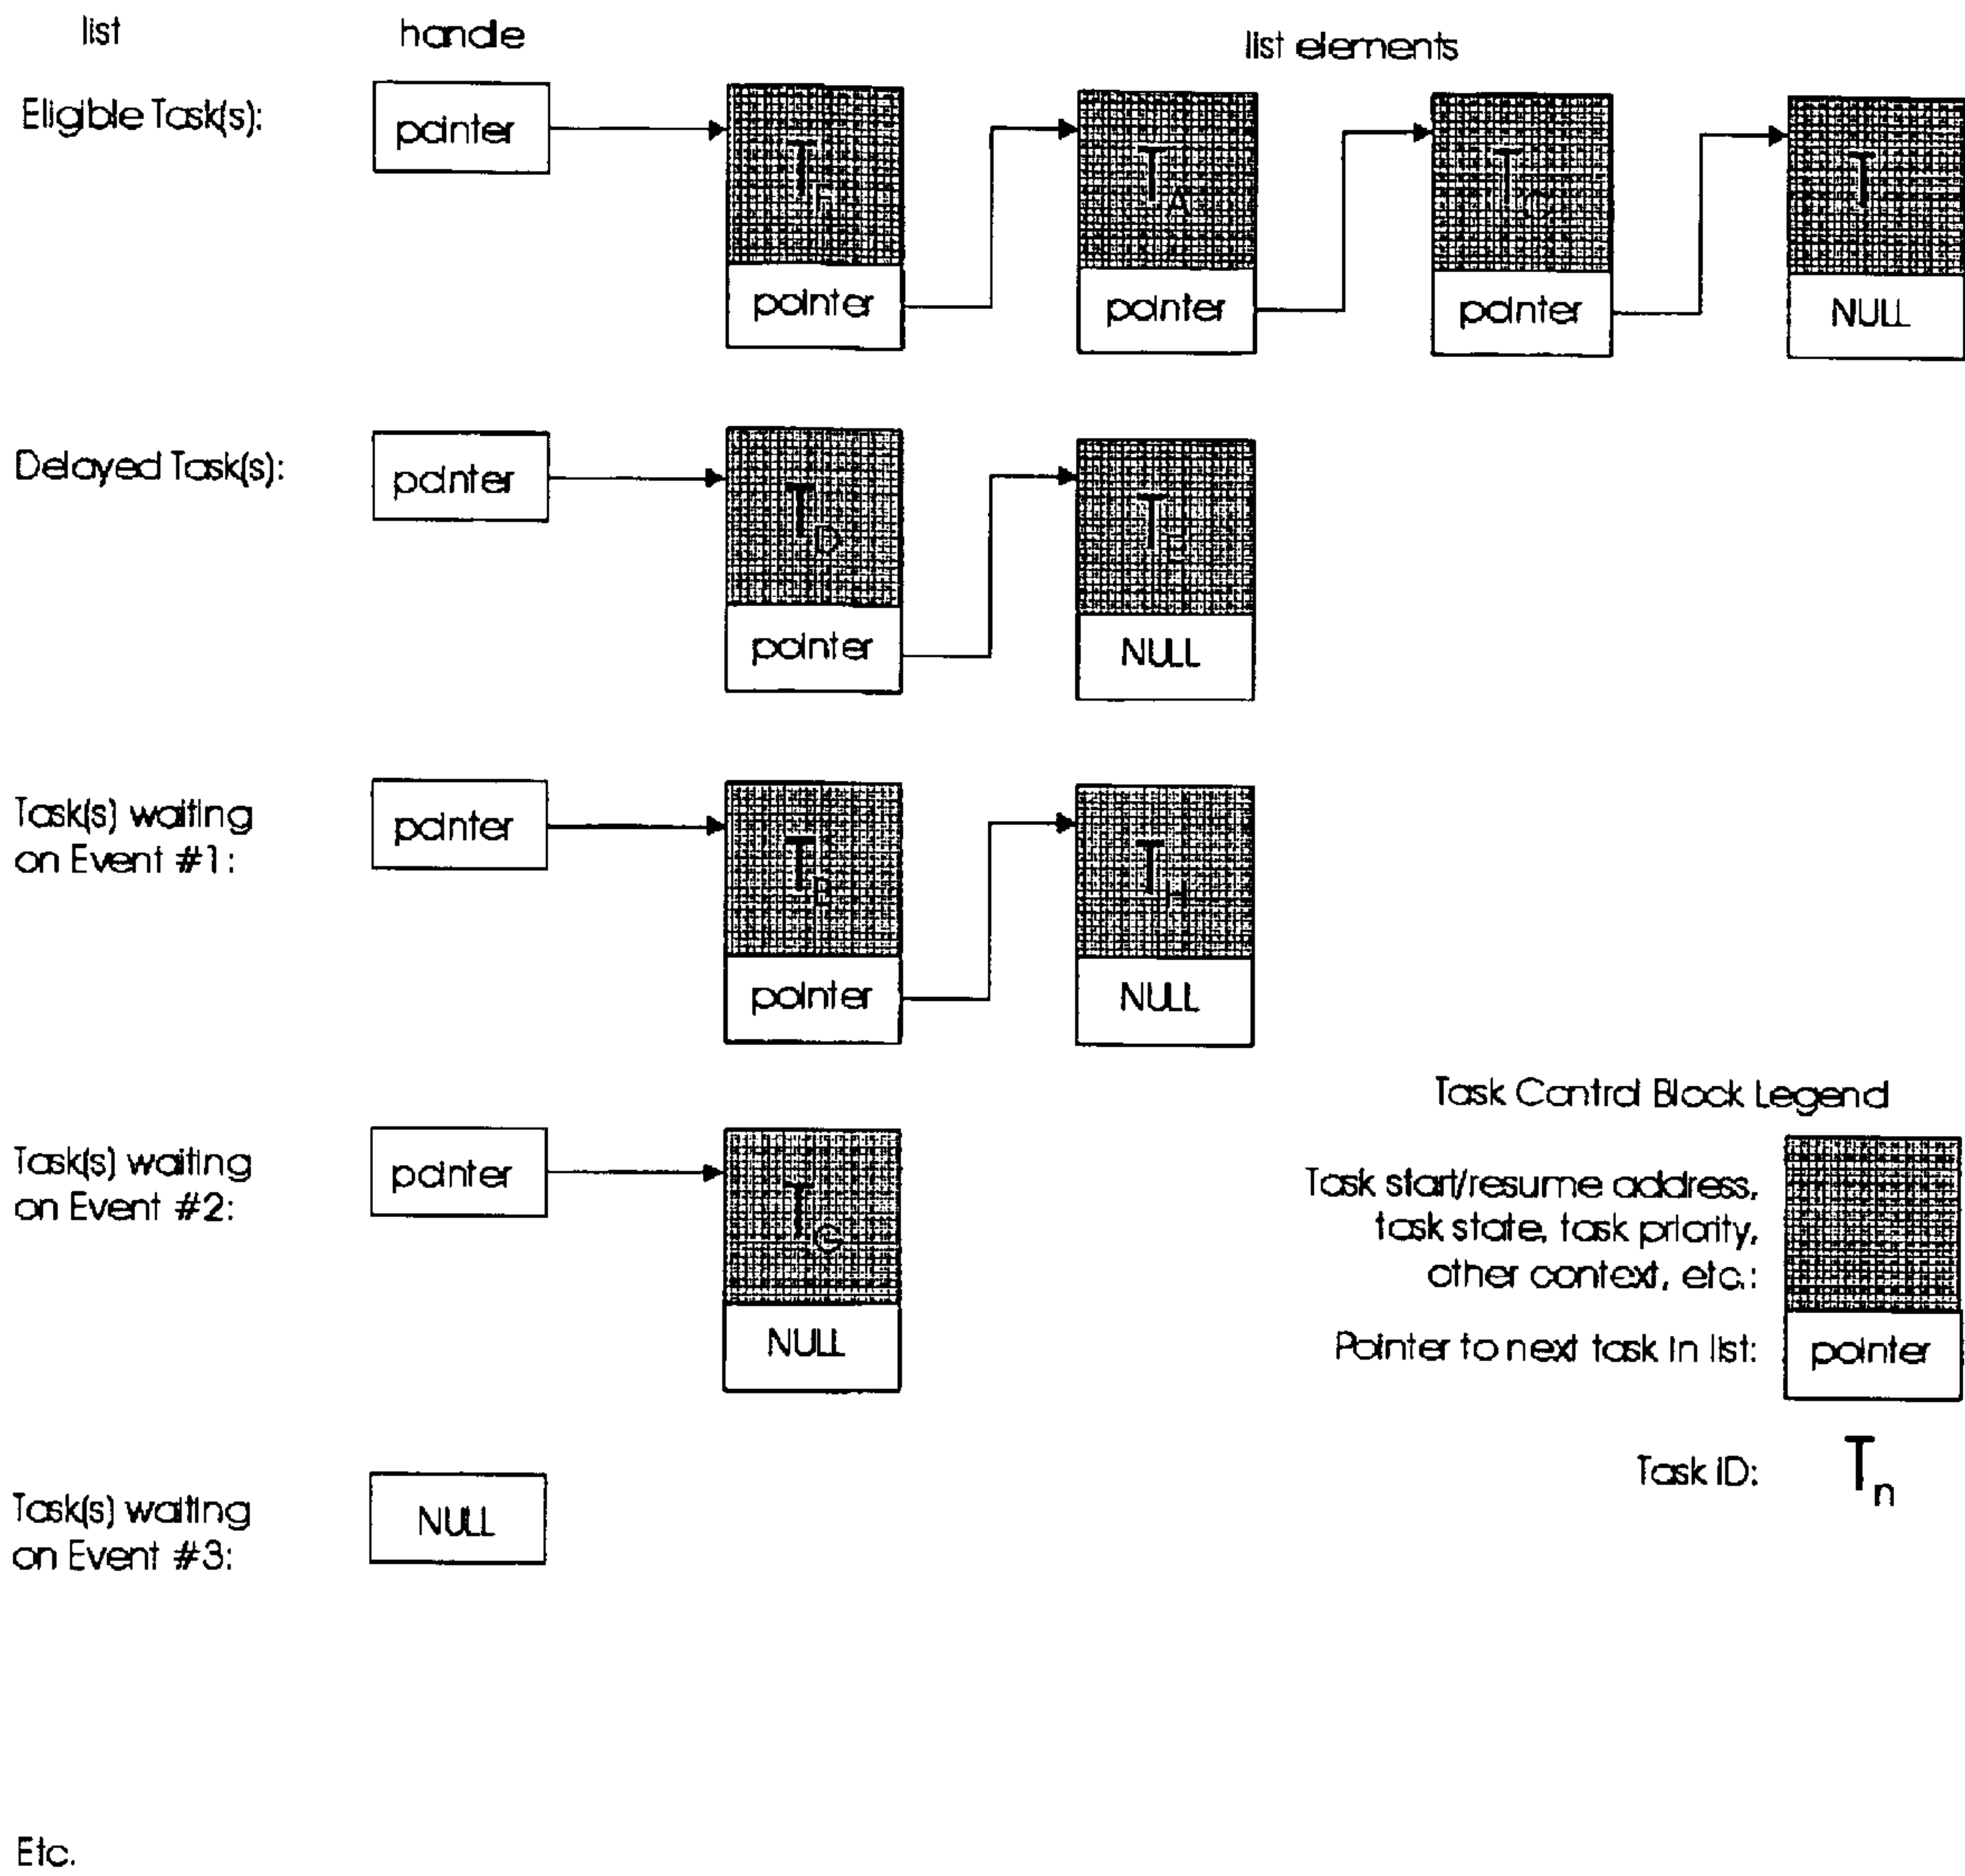 list handle list elements
Eligible Task(s): pointer
T T A T T
pointer pointer pointer NULL
Delayed Task(s): pointer
T D T
pointer NULL
Task(s) waiting
on Event #1:
pointer
T T H
pointer NULL
Task Control Block Legend
Task(s) waiting
on Event #2:
pointer
T G
NULL
Task start/resume address,
task state, task priority,
other context, etc.:
Pointer to next task in list: pointer
Task ID: Tn
Task(s) waiting
on Event #3:
NULL
Etc.